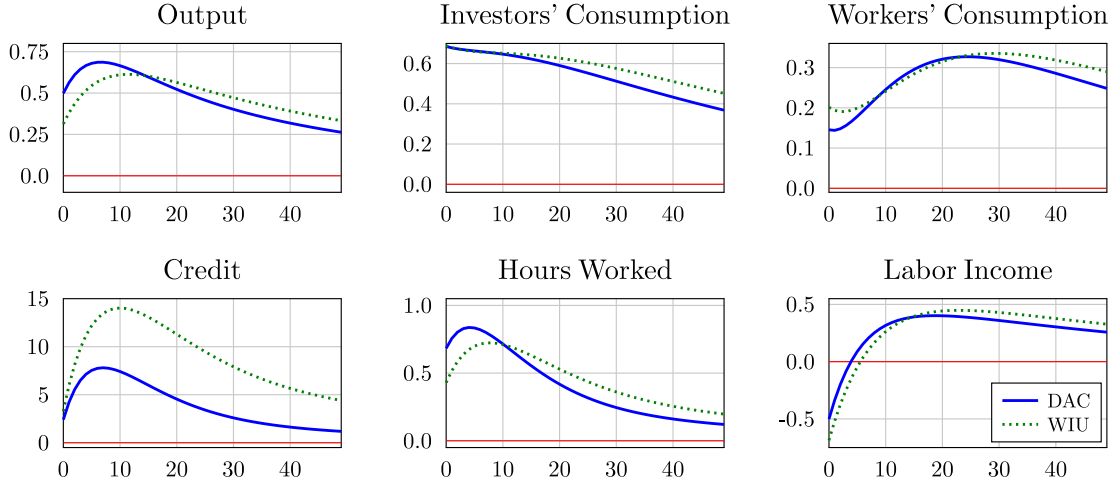 Output
0.75
0.5
0.25
0.0
0 10 20 30 40
Investors' Consumption
0.6
0.4
0.2
0.0
0 10 20 30 40
Workers' Consumption
0.3
0.2
0.1
0.0
0 10 20 30 40
Credit
15
10
5
0
0 10 20 30 40
Hours Worked
1.0
0.5
0.0
0 10 20 30 40
Labor Income
0.5
0.0
-0.5
DAC
WIU
0 10 20 30 40